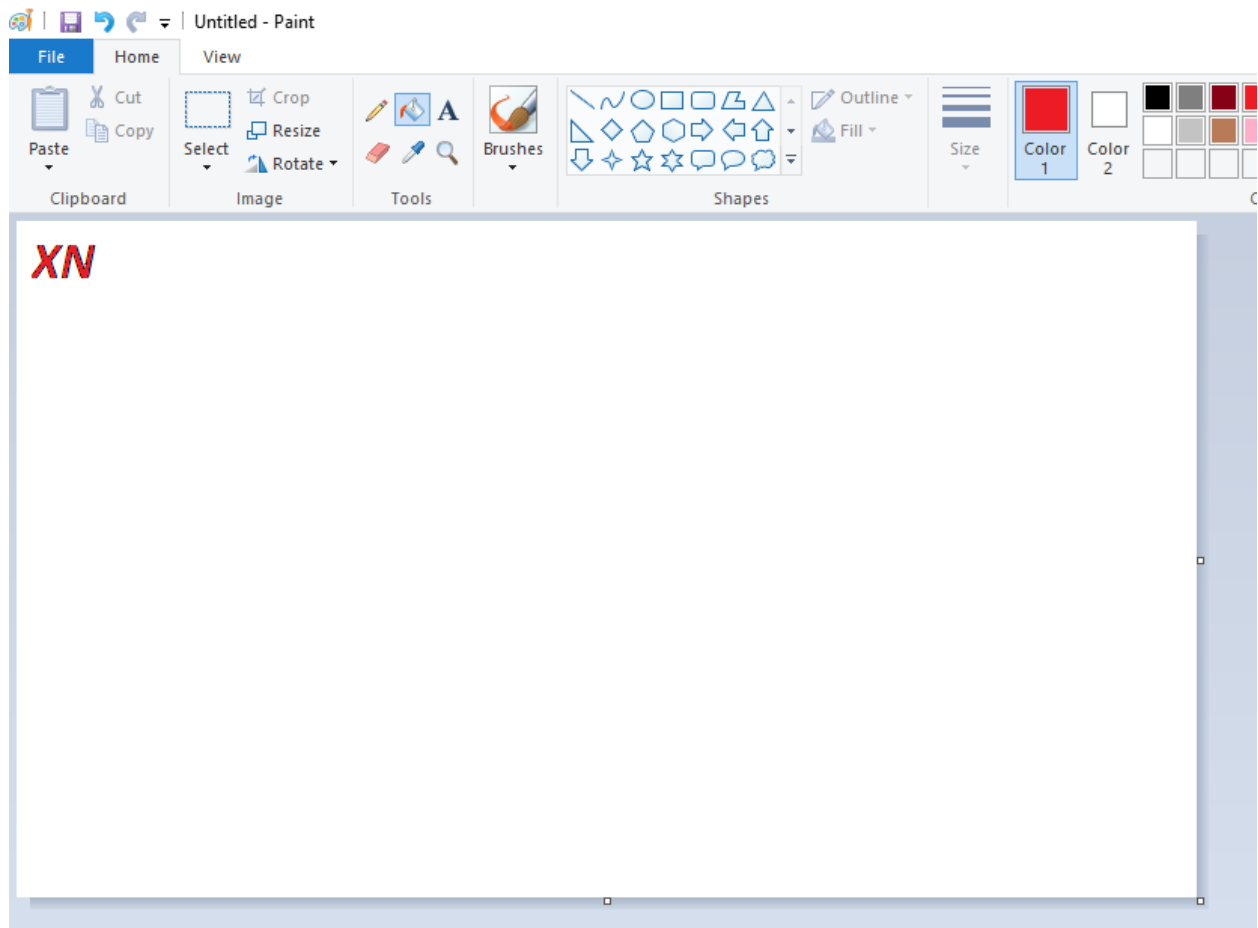 Untitled - Paint
File Home View
Paste Cut Copy Select Crop Resize Rotate A Brushes Outline Fill Size Color 1 Color 2
Clipboard Image Tools Shapes
XN